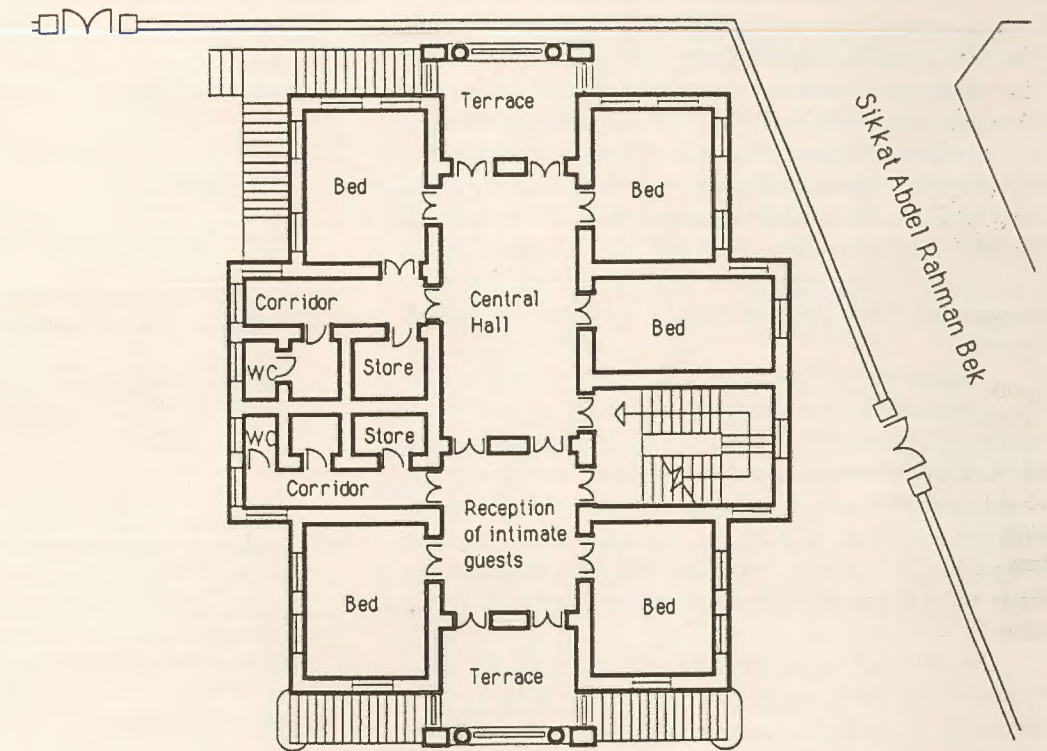 Terrace
Bed
Bed
Sikkat Abdel Rahman Bek
Corridor
Central
Hall
Bed
WC
Store
WC
Store
Corridor
Reception
of intimate
guests
Bed
Bed
Terrace